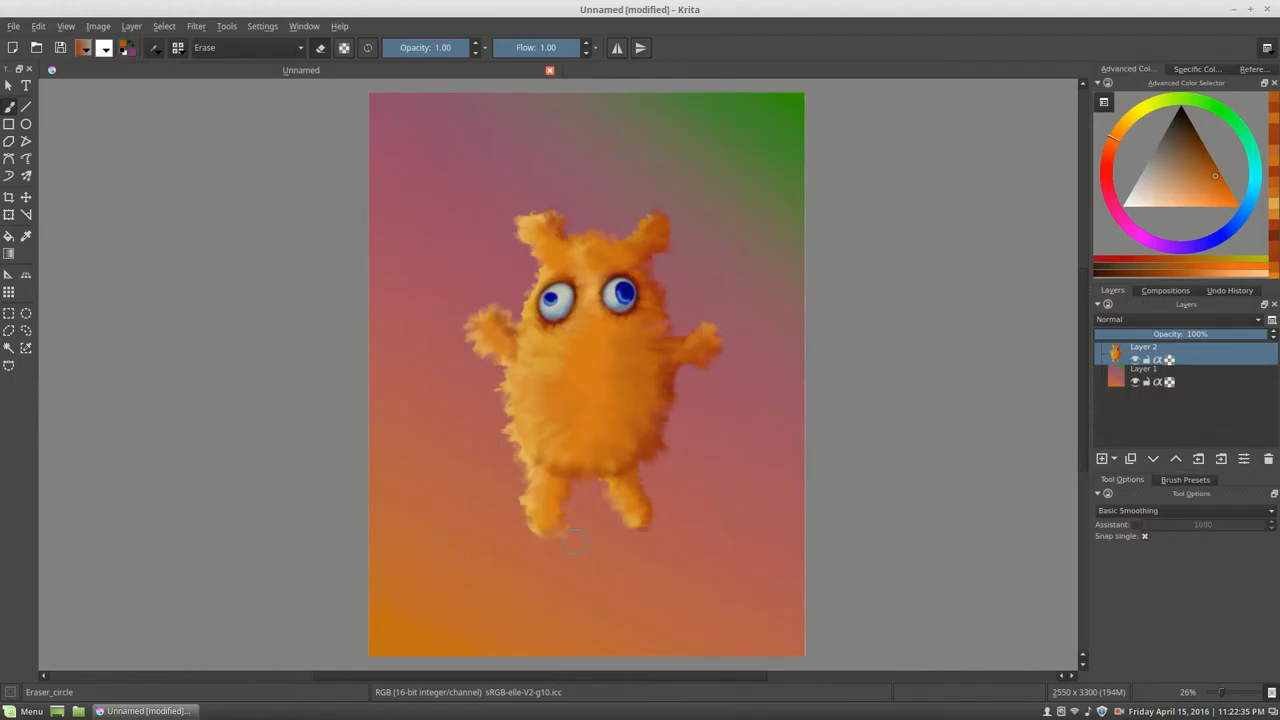 Unnamed [modified] - Krita
File Edit View Image Layer Select Filter Tools Settings Window Help
Erase Opacity: 1.00 Flow: 1.00
T... Unnamed
Advanced Col... Specific Col... Refere...
Advanced Color Selector
Layers Compositions Undo History
Layers
Normal
Opacity: 100%
Layer 2
Layer 1
Tool Options Brush Presets
Tool Options
Basic Smoothing
Assistant: 1000
Snap single:
Eraser_circle RGB (16-bit integer/channel) sRGB-elle-V2-g10.icc 2550 x 3300 (194M) 26%
Menu Unnamed [modified]... Friday April 15, 2016 11:22:35 PM